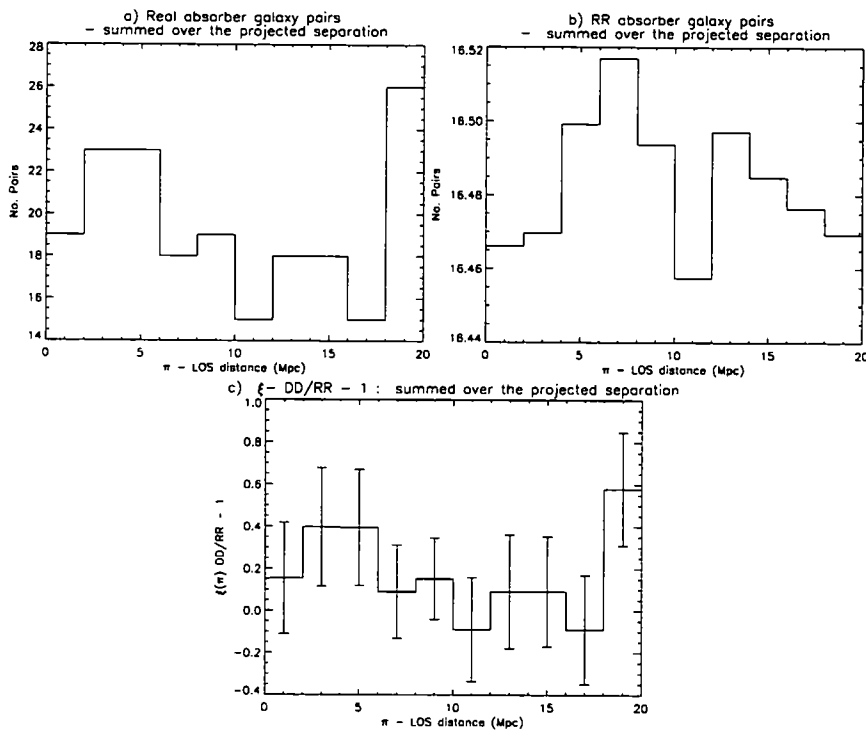 a) Real absorber galaxy pairs
– summed over the projected separation
28
26
24
22
20
18
16
14
No. Pairs
0 5 10 15 20
π – LOS distance (Mpc)
b) RR absorber galaxy pairs
– summed over the projected separation
16.52
16.50
16.48
16.46
16.44
No. Pairs
0 5 10 15 20
π – LOS distance (Mpc)
c) ξ– DD/RR – 1 : summed over the projected separation
1.0
0.8
0.6
0.4
0.2
0.0
−0.2
−0.4
ξ(π) DD/RR – 1
0 5 10 15 20
π – LOS distance (Mpc)